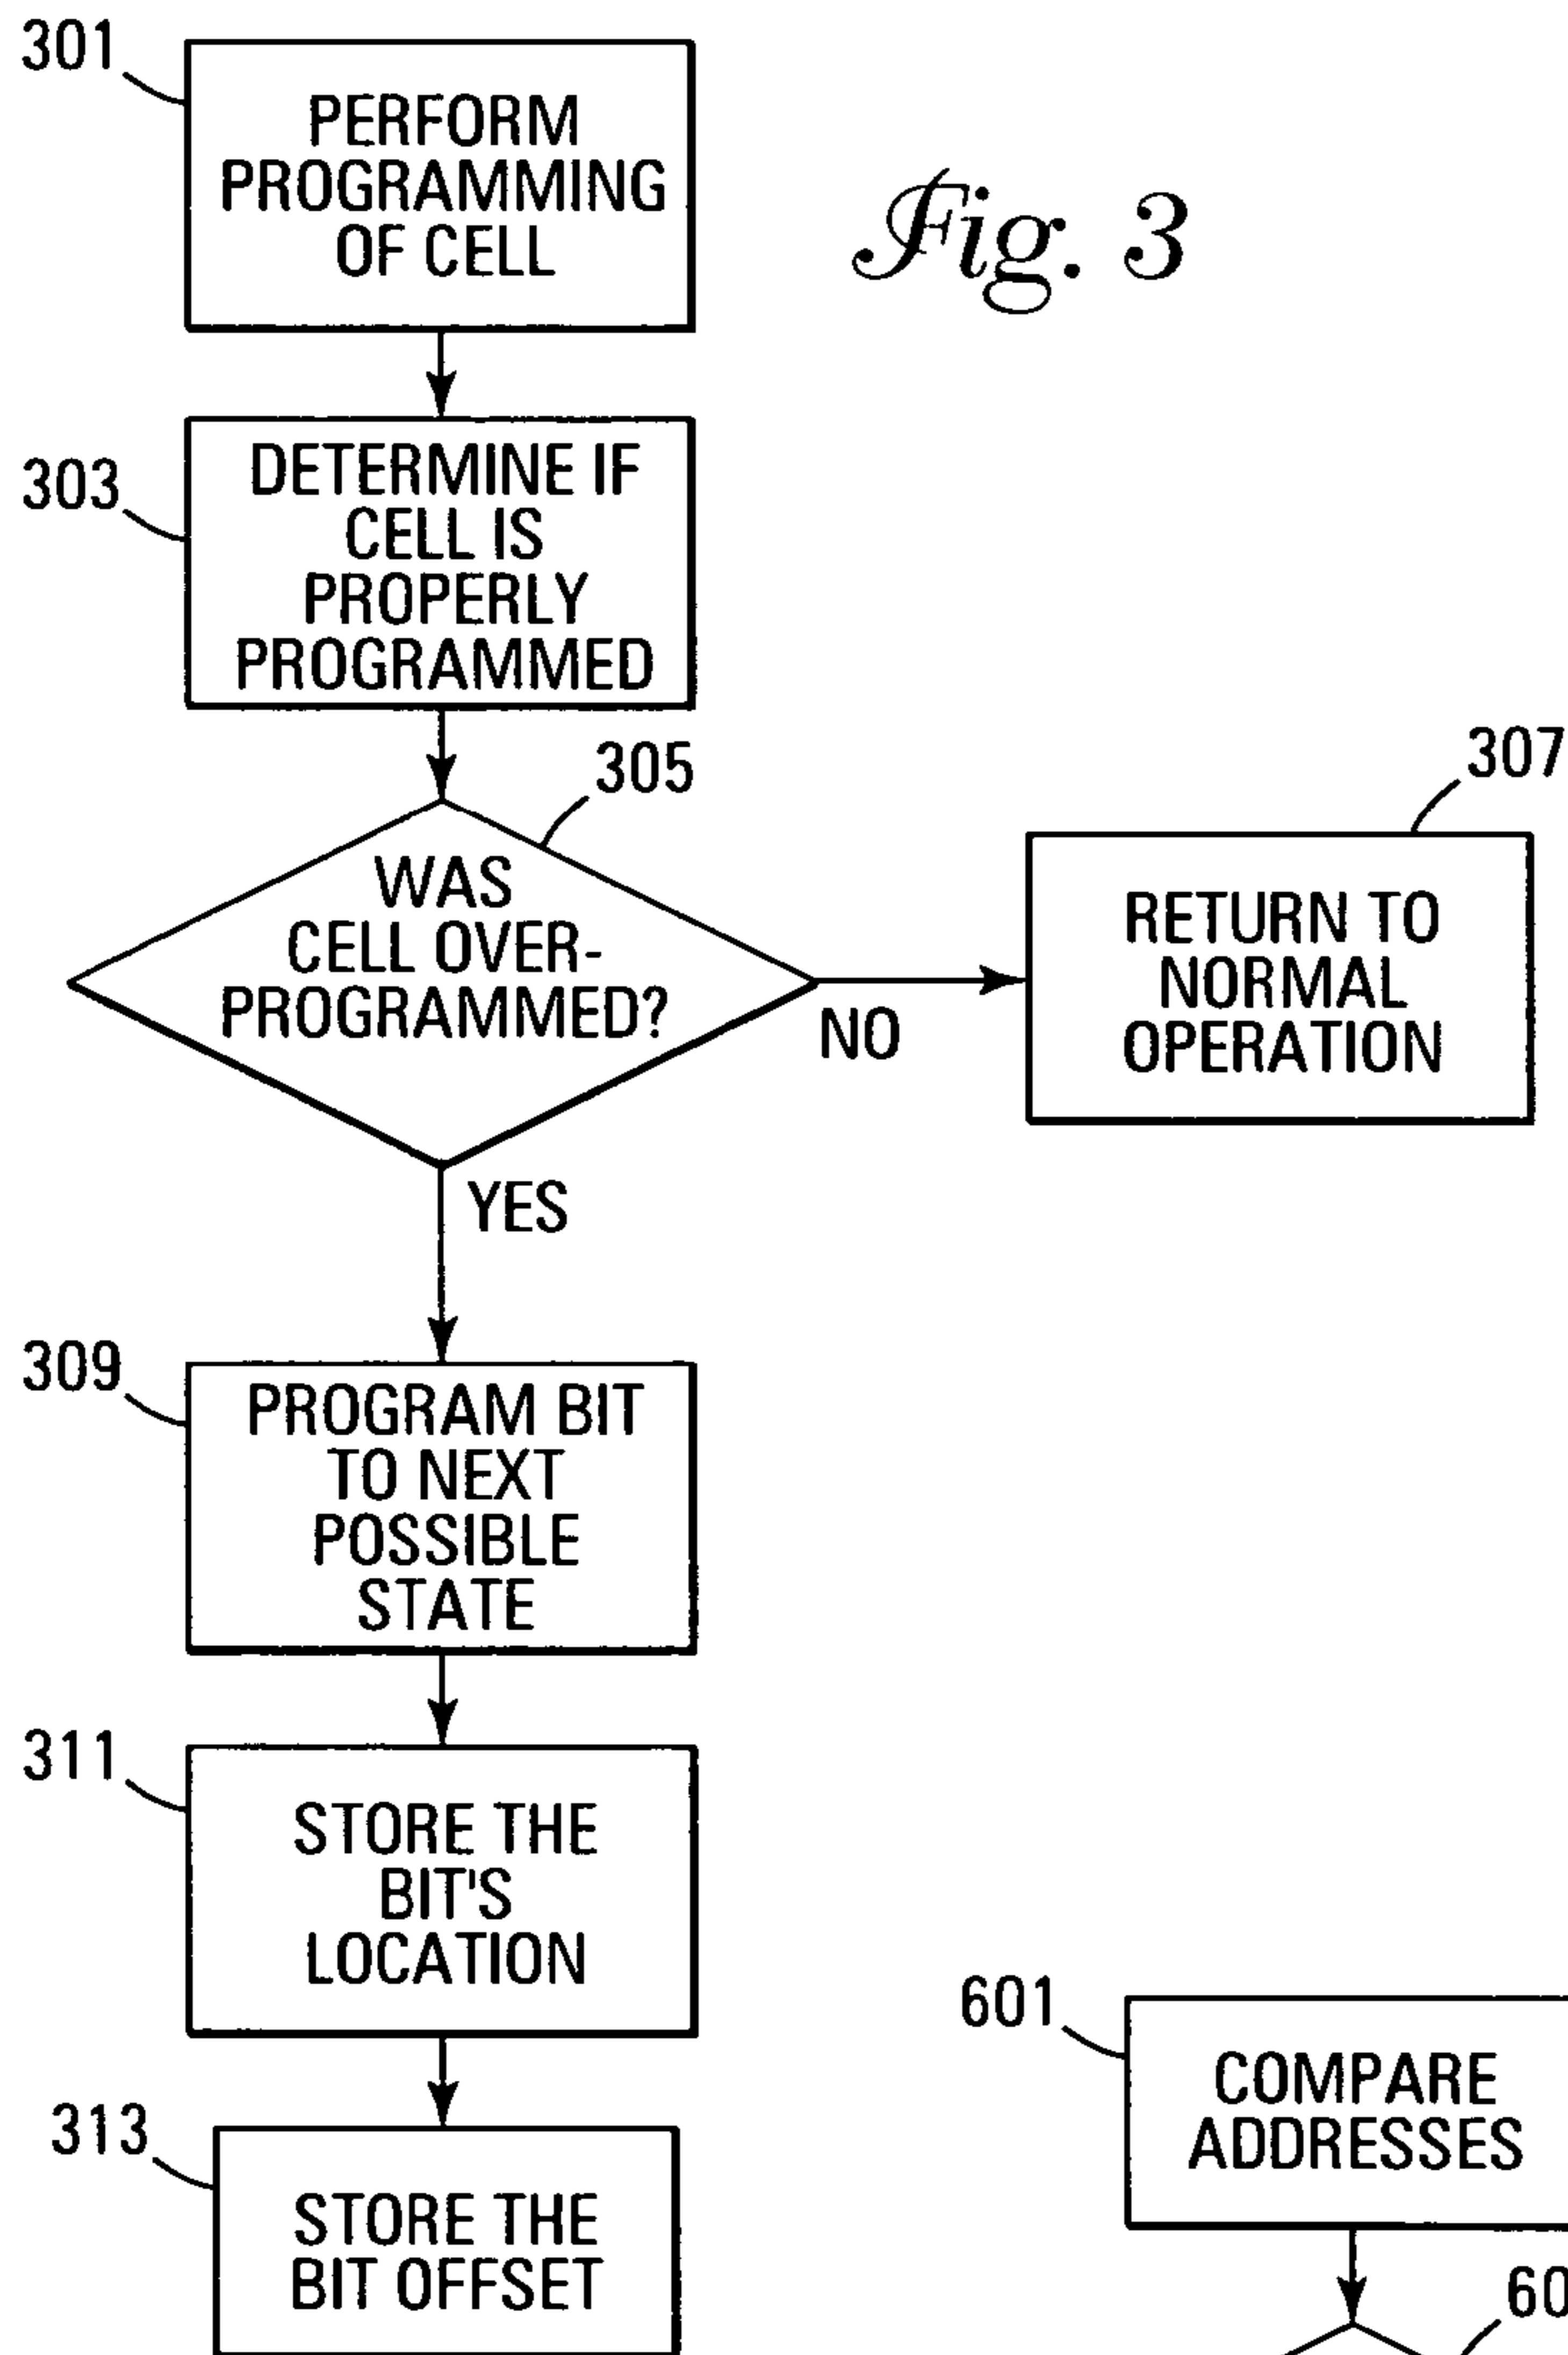 301
PERFORM
PROGRAMMING
OF CELL
Fig. 3
303
DETERMINE IF
CELL IS
PROPERLY
PROGRAMMED
305
WAS
CELL OVER-
PROGRAMMED?
NO
307
RETURN TO
NORMAL
OPERATION
YES
309
PROGRAM BIT
TO NEXT
POSSIBLE
STATE
311
STORE THE
BIT'S
LOCATION
313
STORE THE
BIT OFFSET
601
COMPARE
ADDRESSES